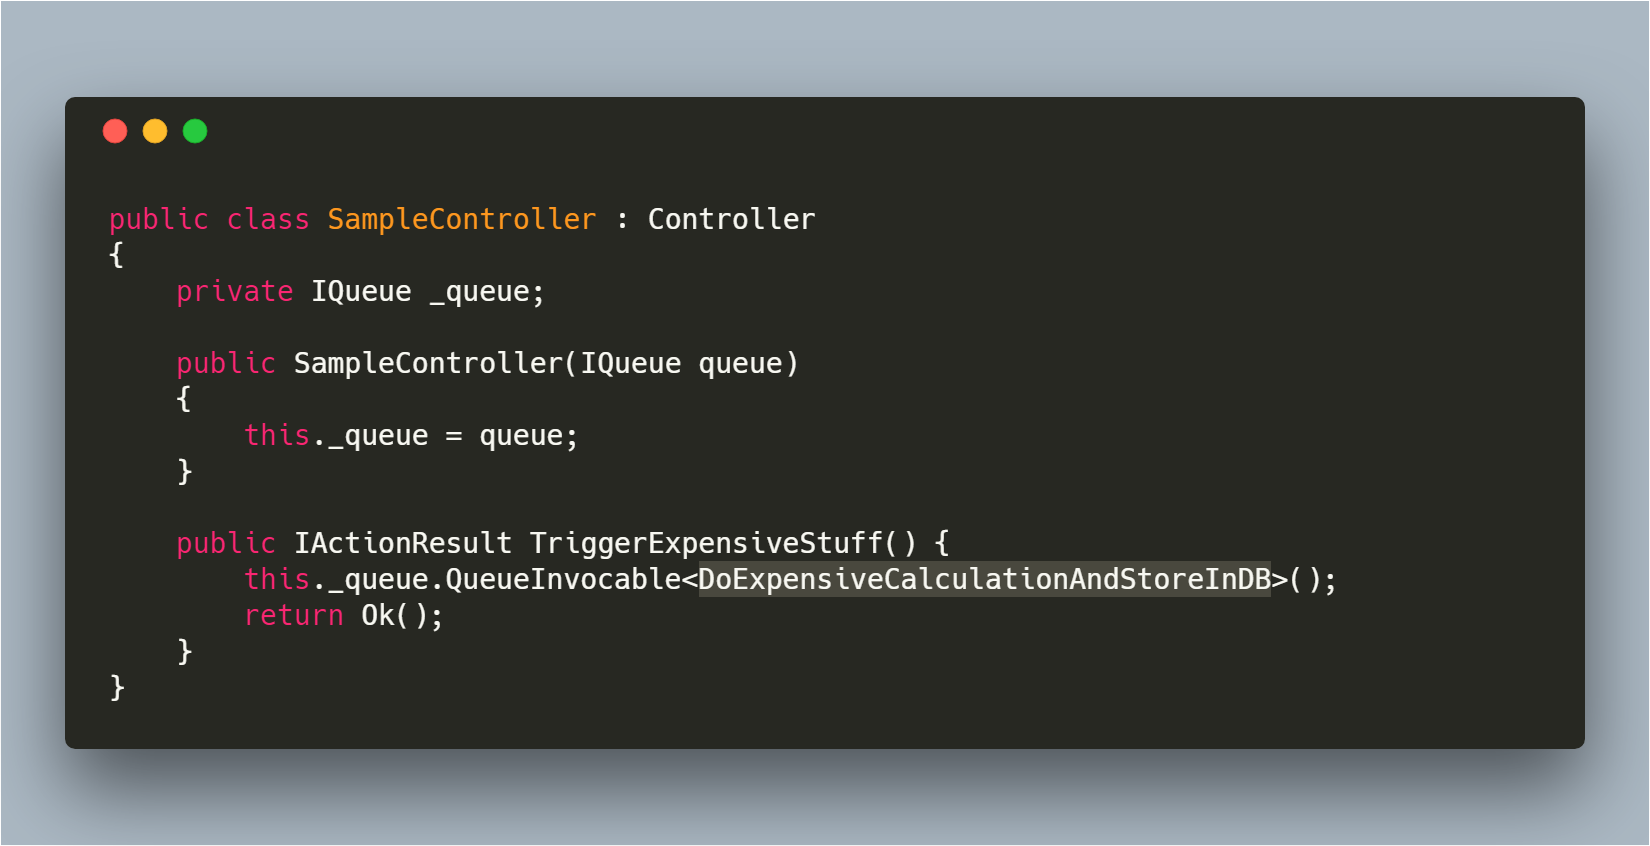 public class SampleController : Controller
{
    private IQueue _queue;

    public SampleController(IQueue queue)
    {
        this._queue = queue;
    }

    public IActionResult TriggerExpensiveStuff() {
        this._queue.QueueInvocable<DoExpensiveCalculationAndStoreInDB>();
        return Ok();
    }
}